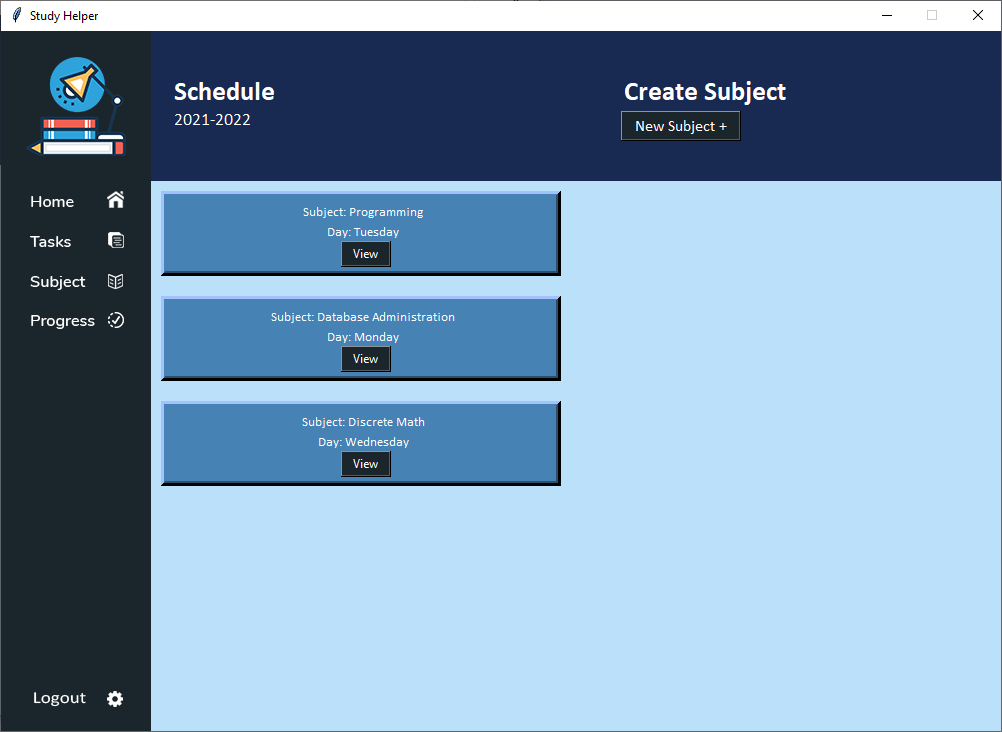 Study Helper
Schedule
2021-2022
Create Subject
New Subject +
Home
Tasks
Subject
Progress
Logout
Subject: Programming
Day: Tuesday
View
Subject: Database Administration
Day: Monday
View
Subject: Discrete Math
Day: Wednesday
View